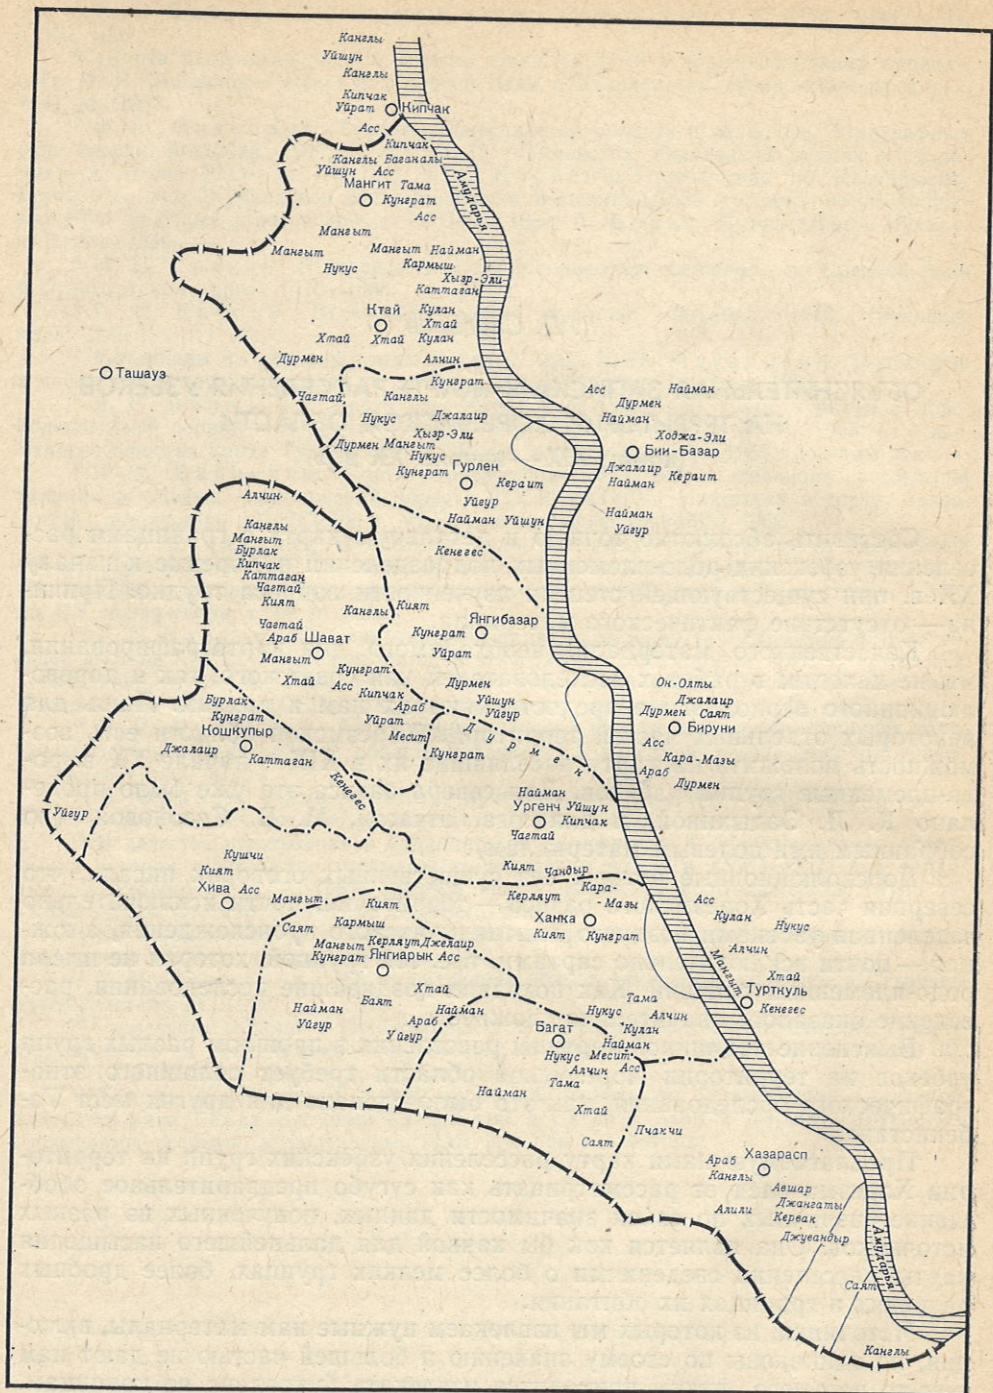 Канглы
Уйшун
Канглы
Кипчак
Уйрат
Кипчак
Асс
Кипчак
Канглы Баганалы
Уйшун Асс
Мангит Тама
Кунграт
Асс
Амударья
Мангыт
Мангыт
Мангыт Найман
Нукус
Кармыш
Хызр-Эли
Каттаган
Ктай
Кулан
Хтай
Хтай Хтай Кулан
Дурмен
Алчин
Ташауз
Кунграт
Чагтай
Канглы
Асс
Найман
Дурмен
Нукус
Джалаир
Найман
Хызр-Эли
Ходжа-Эли
Дурмен Мангыт
Нукус
Бии-Базар
Кунграт
Гурлен
Кераит
Джалаир
Кераит
Найман
Алчин
Уйгур
Найман Уйшун
Найман
Уйгур
Канглы
Мангыт
Бурлак
Кипчак
Каттаган
Чагтай
Кият
Кенегес
Канглы
Кият
Чагтай
Араб Шават
Мангыт
Янгибазар
Кунграт
Уйрат
Кунграт
Хтай Асс
Кипчак
Дурмен
Уйшун
Уйгур
Араб
Уйрат
Месит
Дурмен
Кунграт
Он-Олты
Джалаир
Дурмен Саят
Бируни
Асс
Кара-Мазы
Араб
Дурмен
Бурлак
Кунграт
Кошкупыр
Джалаир
Каттаган
Кенегес
Найман
Ургенч Уйшун
Кипчак
Чагтай
Уйгур
Кушчи
Кият
Хива Асс
Мангыт
Кият
Саят
Кармыш
Мангыт Керляут Джелаир
Кунграт Янгиарык Асс
Кият Чандыр
Керляут
Кара-
Мазы
Ханка
Кият Кунграт
Асс
Кулан
Нукус
Алчин
Мангыт
Хтай
Турткуль
Кенегес
Хтай
Баят
Найман
Уйгур
Найман
Араб
Уйгур
Тама
Нукус
Алчин
Багат
Кулан
Найман
Нукус Месит
Алчин Асс
Тама
Найман
Хтай
Саят
Пчакчи
Хазарасп
Араб
Канглы
Авшар
Джангаты
Алили
Кервак
Джувандыр
Амударья
Саят
Канглы